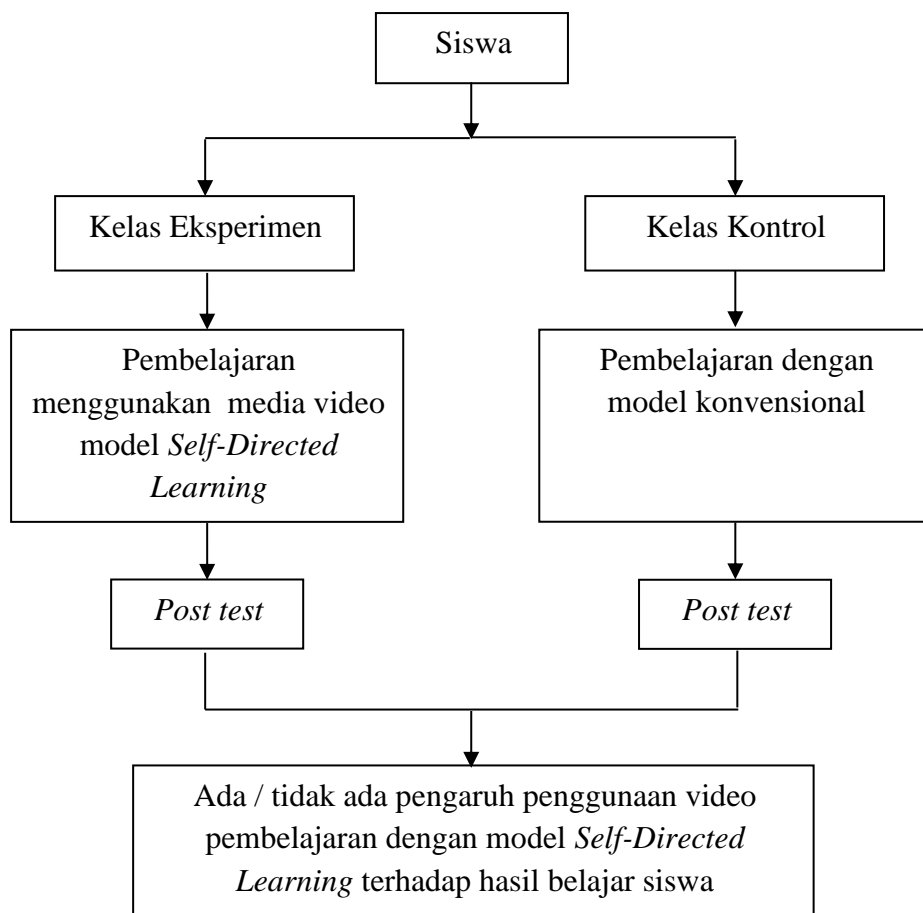 Siswa
Kelas Eksperimen
Kelas Kontrol
Pembelajaran
menggunakan  media video
model Self-Directed
Learning
Pembelajaran dengan
model konvensional
Post test
Post test
Ada / tidak ada pengaruh penggunaan video
pembelajaran dengan model Self-Directed
Learning terhadap hasil belajar siswa